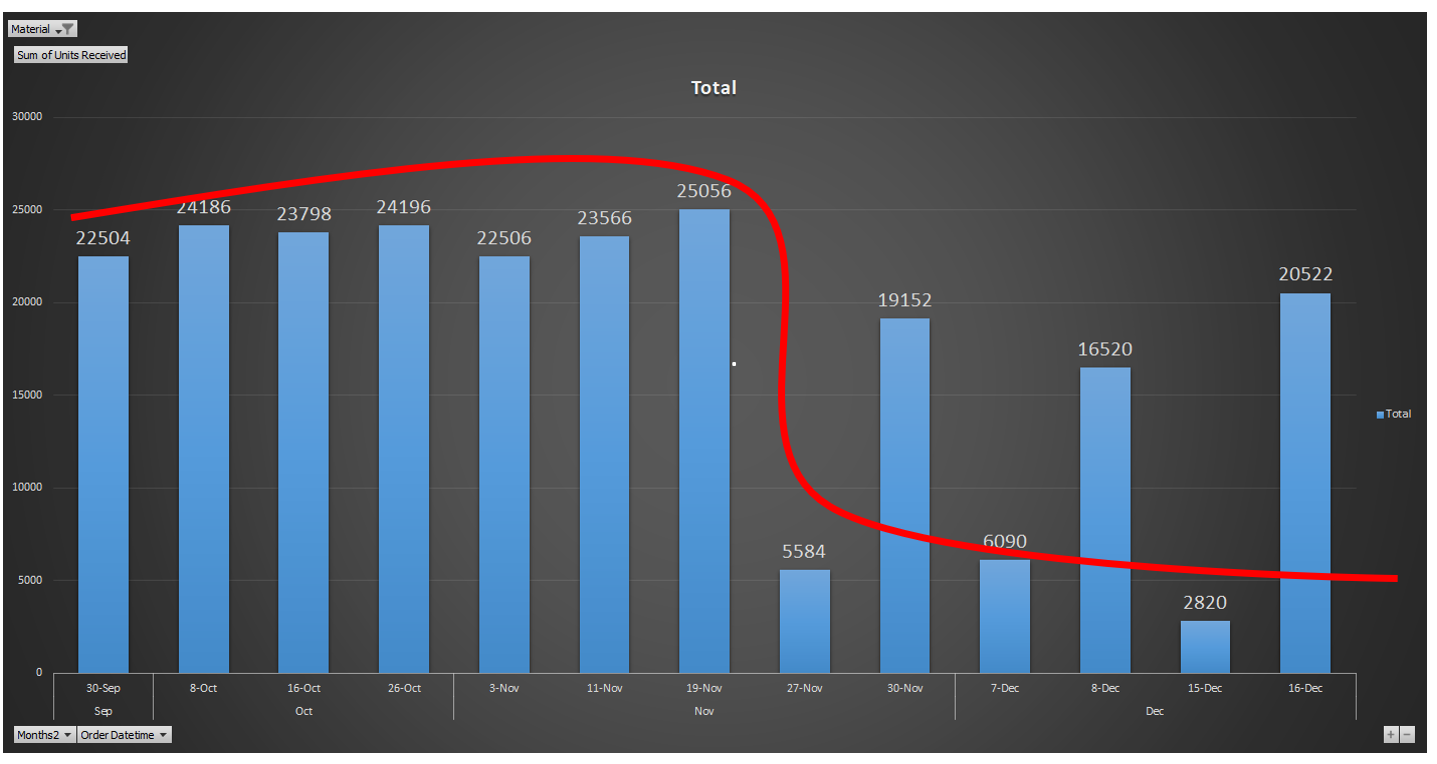 Material
Sum of Units Received
Total
30000
25000
20000
15000
10000
5000
0
22504
24186
23798
24196
22506
23566
25056
5584
19152
6090
16520
2820
20522
Total
30-Sep 8-Oct 16-Oct 26-Oct 3-Nov 11-Nov 19-Nov 27-Nov 30-Nov 7-Dec 8-Dec 15-Dec 16-Dec
Sep Oct Nov Dec
Months2 Order Datetime + −